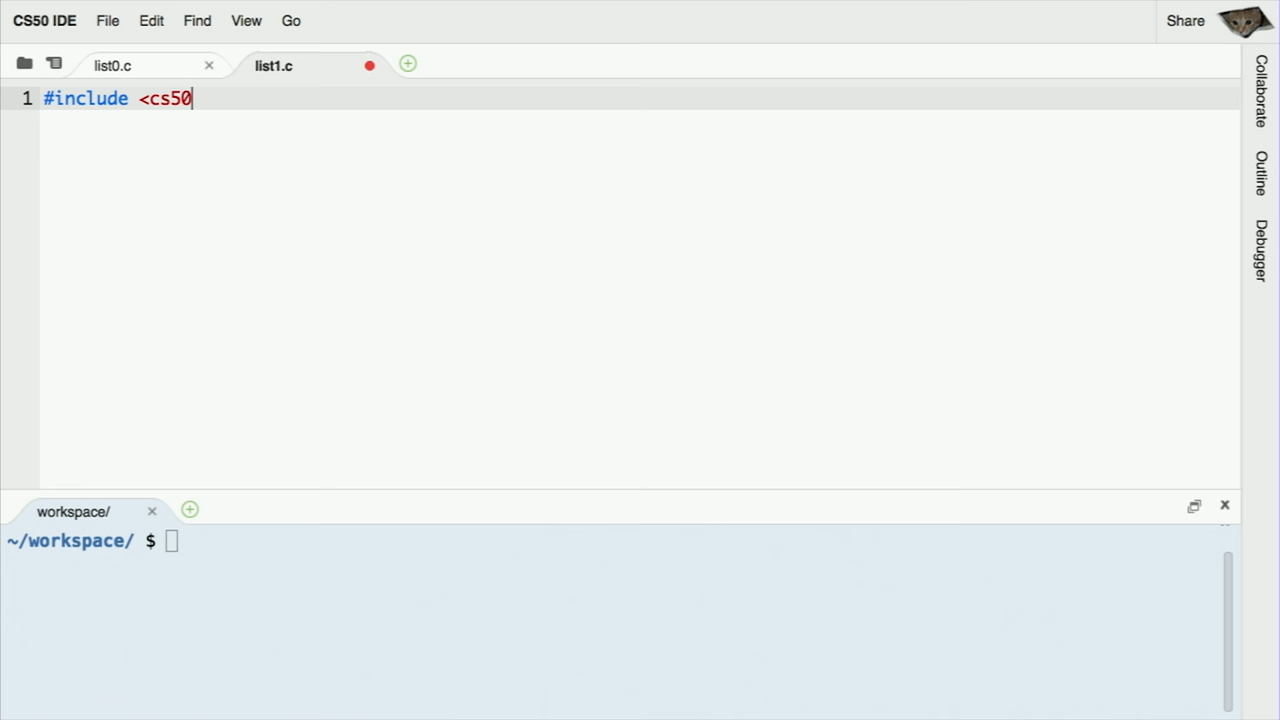 CS50 IDE File Edit Find View Go Share
list0.c list1.c
1 #include <cs50
Collaborate
Outline
Debugger
workspace/
~/workspace/ $